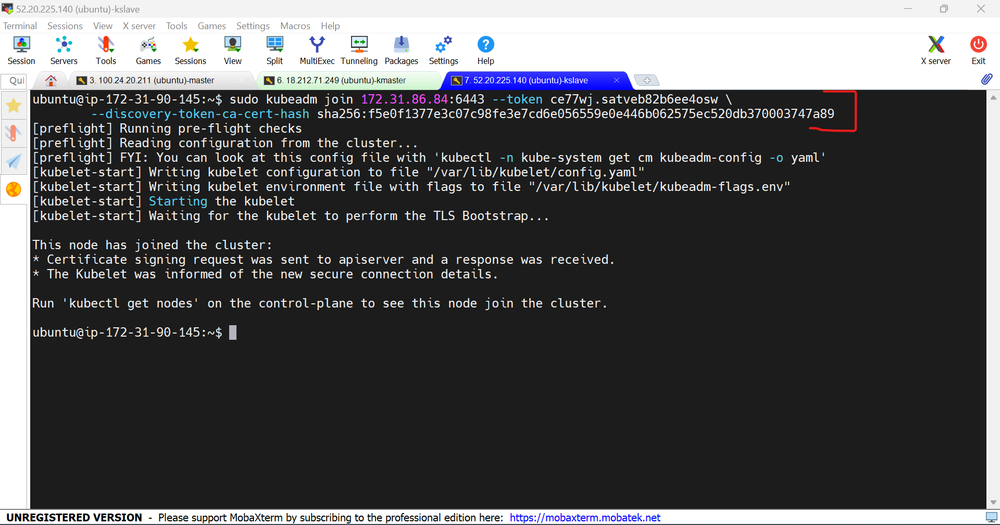 52.20.225.140 (ubuntu)-kslave
Terminal Sessions View X server Tools Games Settings Macros Help
Session Servers Tools Games Sessions View Split MultiExec Tunneling Packages Settings Help X server Exit
Qui 3. 100.24.20.211 (ubuntu)-master 6. 18.212.71.249 (ubuntu)-kmaster 7. 52.20.225.140 (ubuntu)-kslave
ubuntu@ip-172-31-90-145:~$ sudo kubeadm join 172.31.86.84:6443 --token ce77wj.satveb82b6ee4osw \
--discovery-token-ca-cert-hash sha256:f5e0f1377e3c07c98fe3e7cd6e056559e0e446b062575ec520db370003747a89
[preflight] Running pre-flight checks
[preflight] Reading configuration from the cluster...
[preflight] FYI: You can look at this config file with 'kubectl -n kube-system get cm kubeadm-config -o yaml'
[kubelet-start] Writing kubelet configuration to file "/var/lib/kubelet/config.yaml"
[kubelet-start] Writing kubelet environment file with flags to file "/var/lib/kubelet/kubeadm-flags.env"
[kubelet-start] Starting the kubelet
[kubelet-start] Waiting for the kubelet to perform the TLS Bootstrap...
This node has joined the cluster:
* Certificate signing request was sent to apiserver and a response was received.
* The Kubelet was informed of the new secure connection details.
Run 'kubectl get nodes' on the control-plane to see this node join the cluster.
ubuntu@ip-172-31-90-145:~$
UNREGISTERED VERSION - Please support MobaXterm by subscribing to the professional edition here: https://mobaxterm.mobatek.net